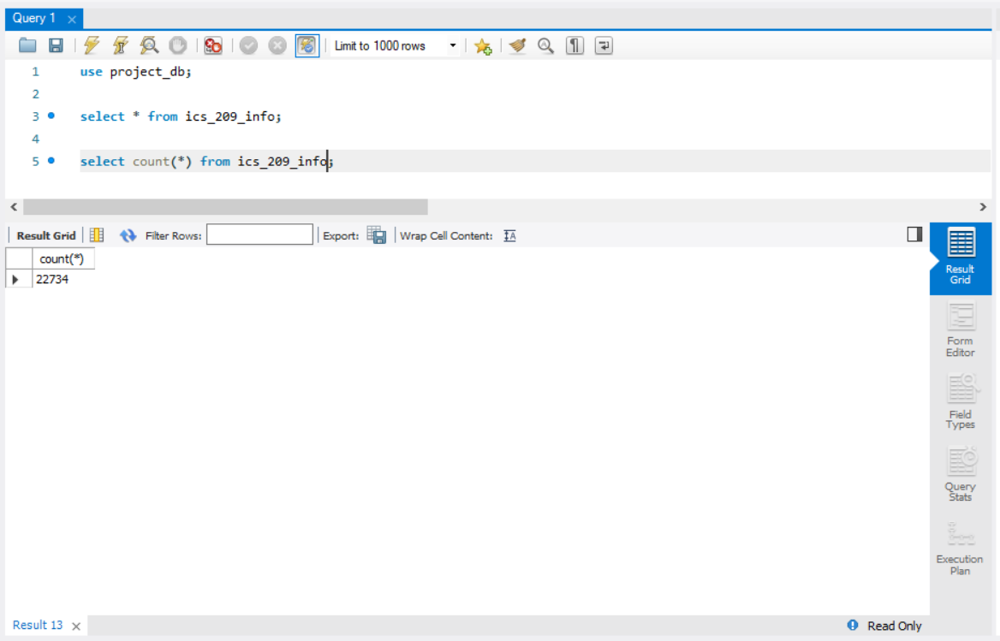 Query 1
Limit to 1000 rows
1 use project_db;
2
3 select * from ics_209_info;
4
5 select count(*) from ics_209_info;
Result Grid Filter Rows: Export: Wrap Cell Content:
count(*)
22734
Result
Grid
Form
Editor
Field
Types
Query
Stats
Execution
Plan
Result 13 Read Only